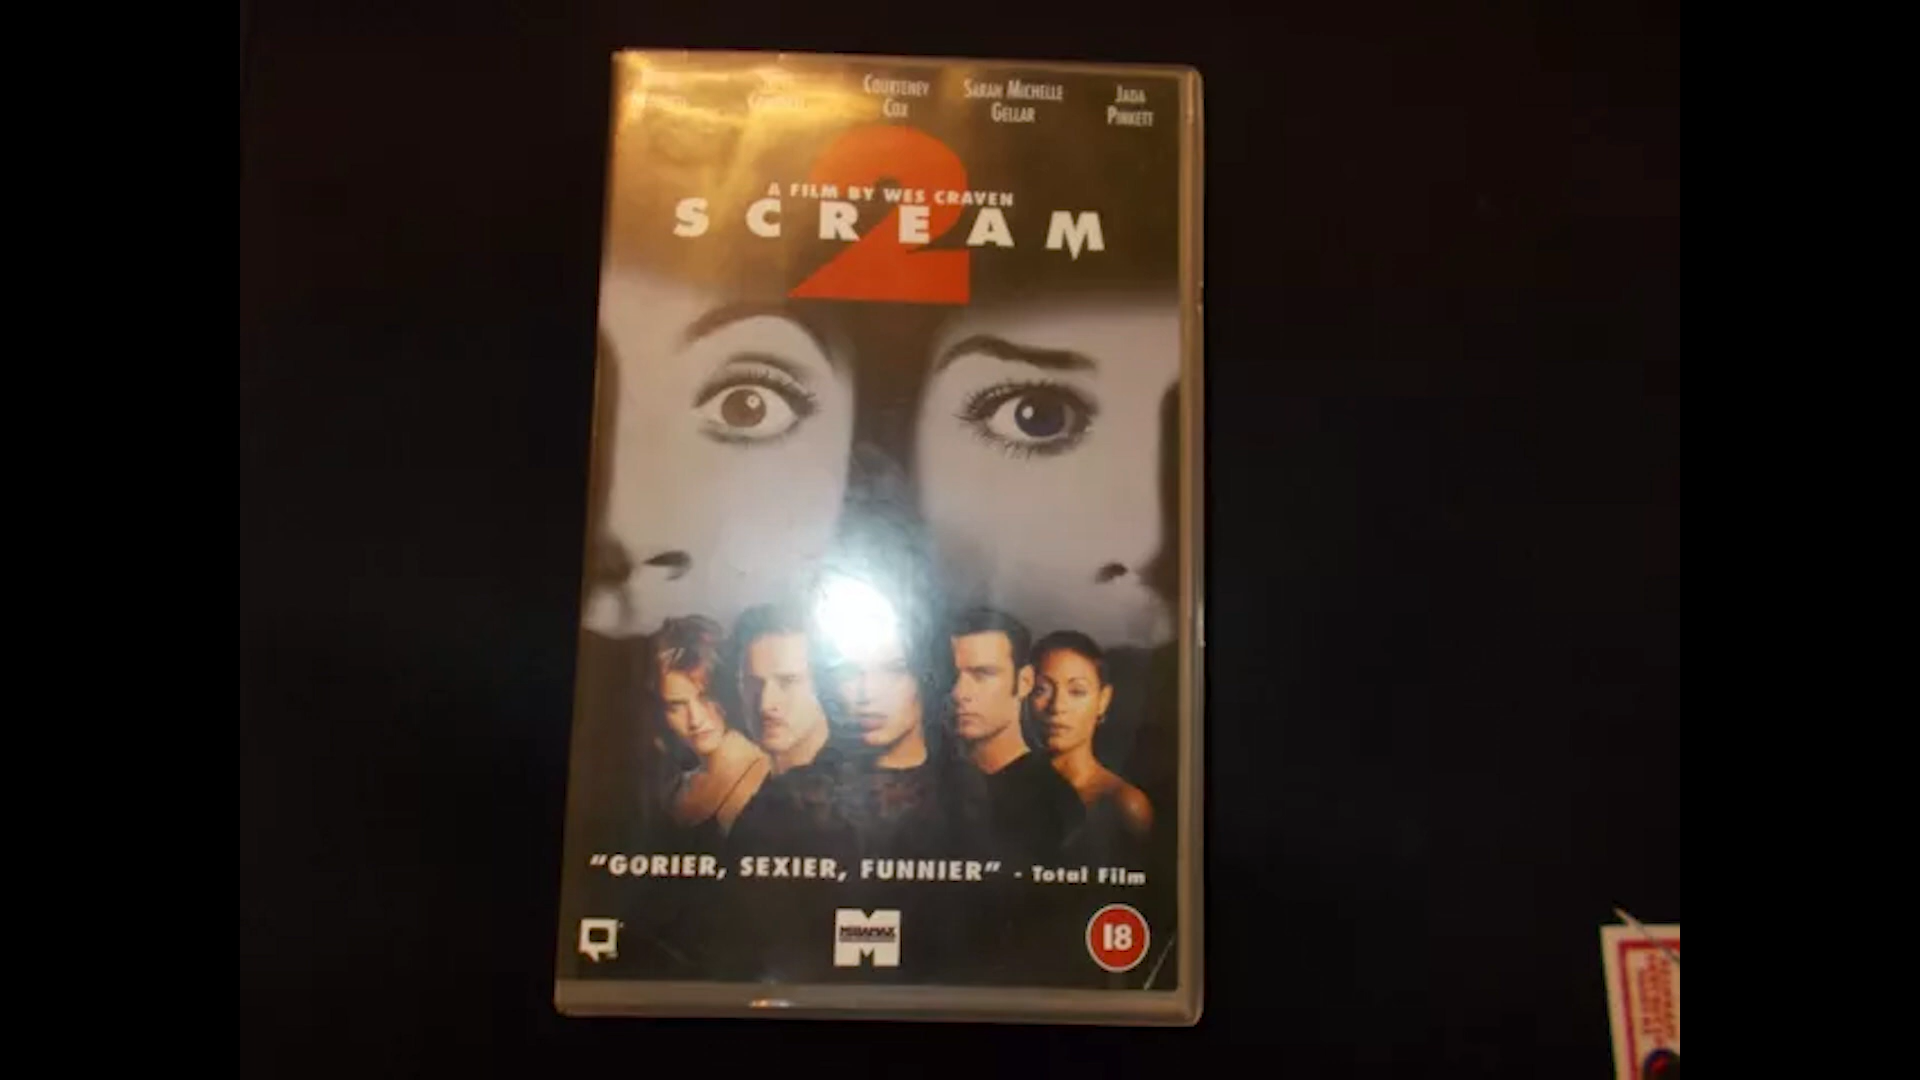 COURTENEY
COX
SARAH MICHELLE
GELLAR
JADA
PINKETT
2
A FILM BY WES CRAVEN
SCREAM
"GORIER, SEXIER, FUNNIER" - Total Film
MIRAMAX
18